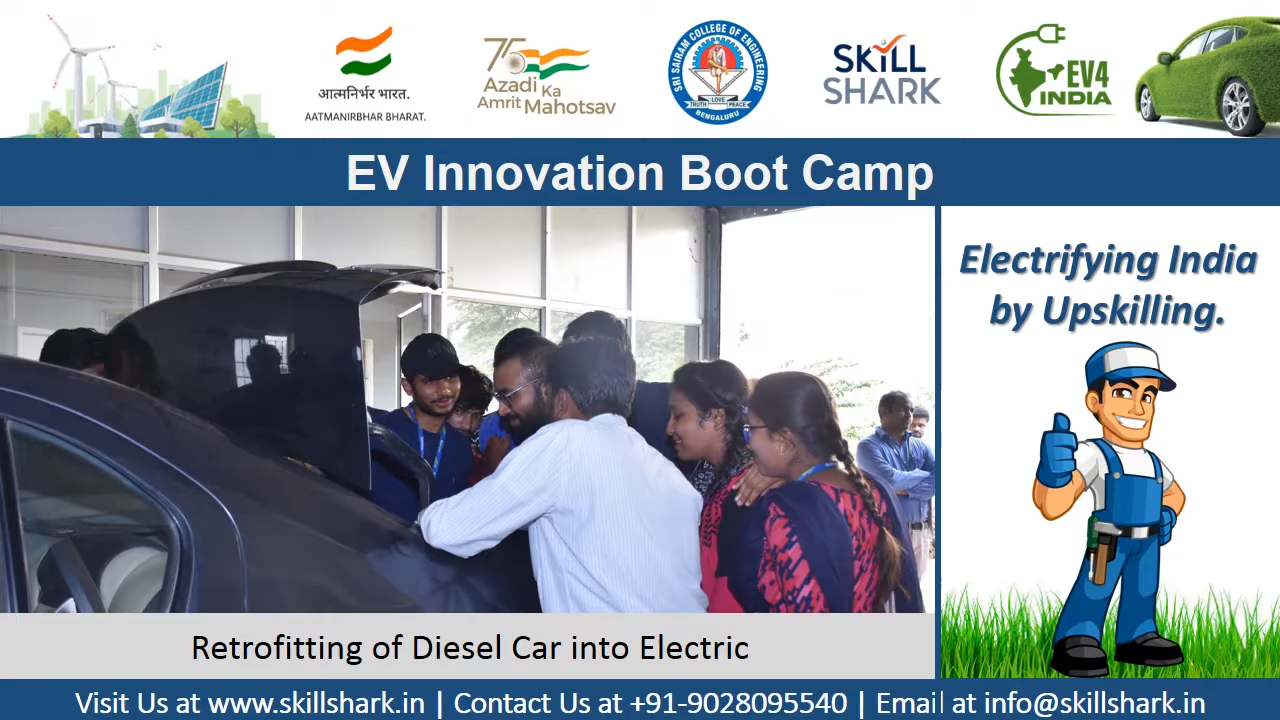 आत्मनिर्भर भारत.
AATMANIRBHAR BHARAT.
75
Azadi Ka
Amrit Mahotsav
SRI SAIRAM COLLEGE OF ENGINEERING
TRUTH LOVE PEACE
BENGALURU
SKILL
SHARK
EV4
INDIA
EV Innovation Boot Camp
Electrifying India
by Upskilling.
Retrofitting of Diesel Car into Electric
Visit Us at www.skillshark.in | Contact Us at +91-9028095540 | Email at info@skillshark.in